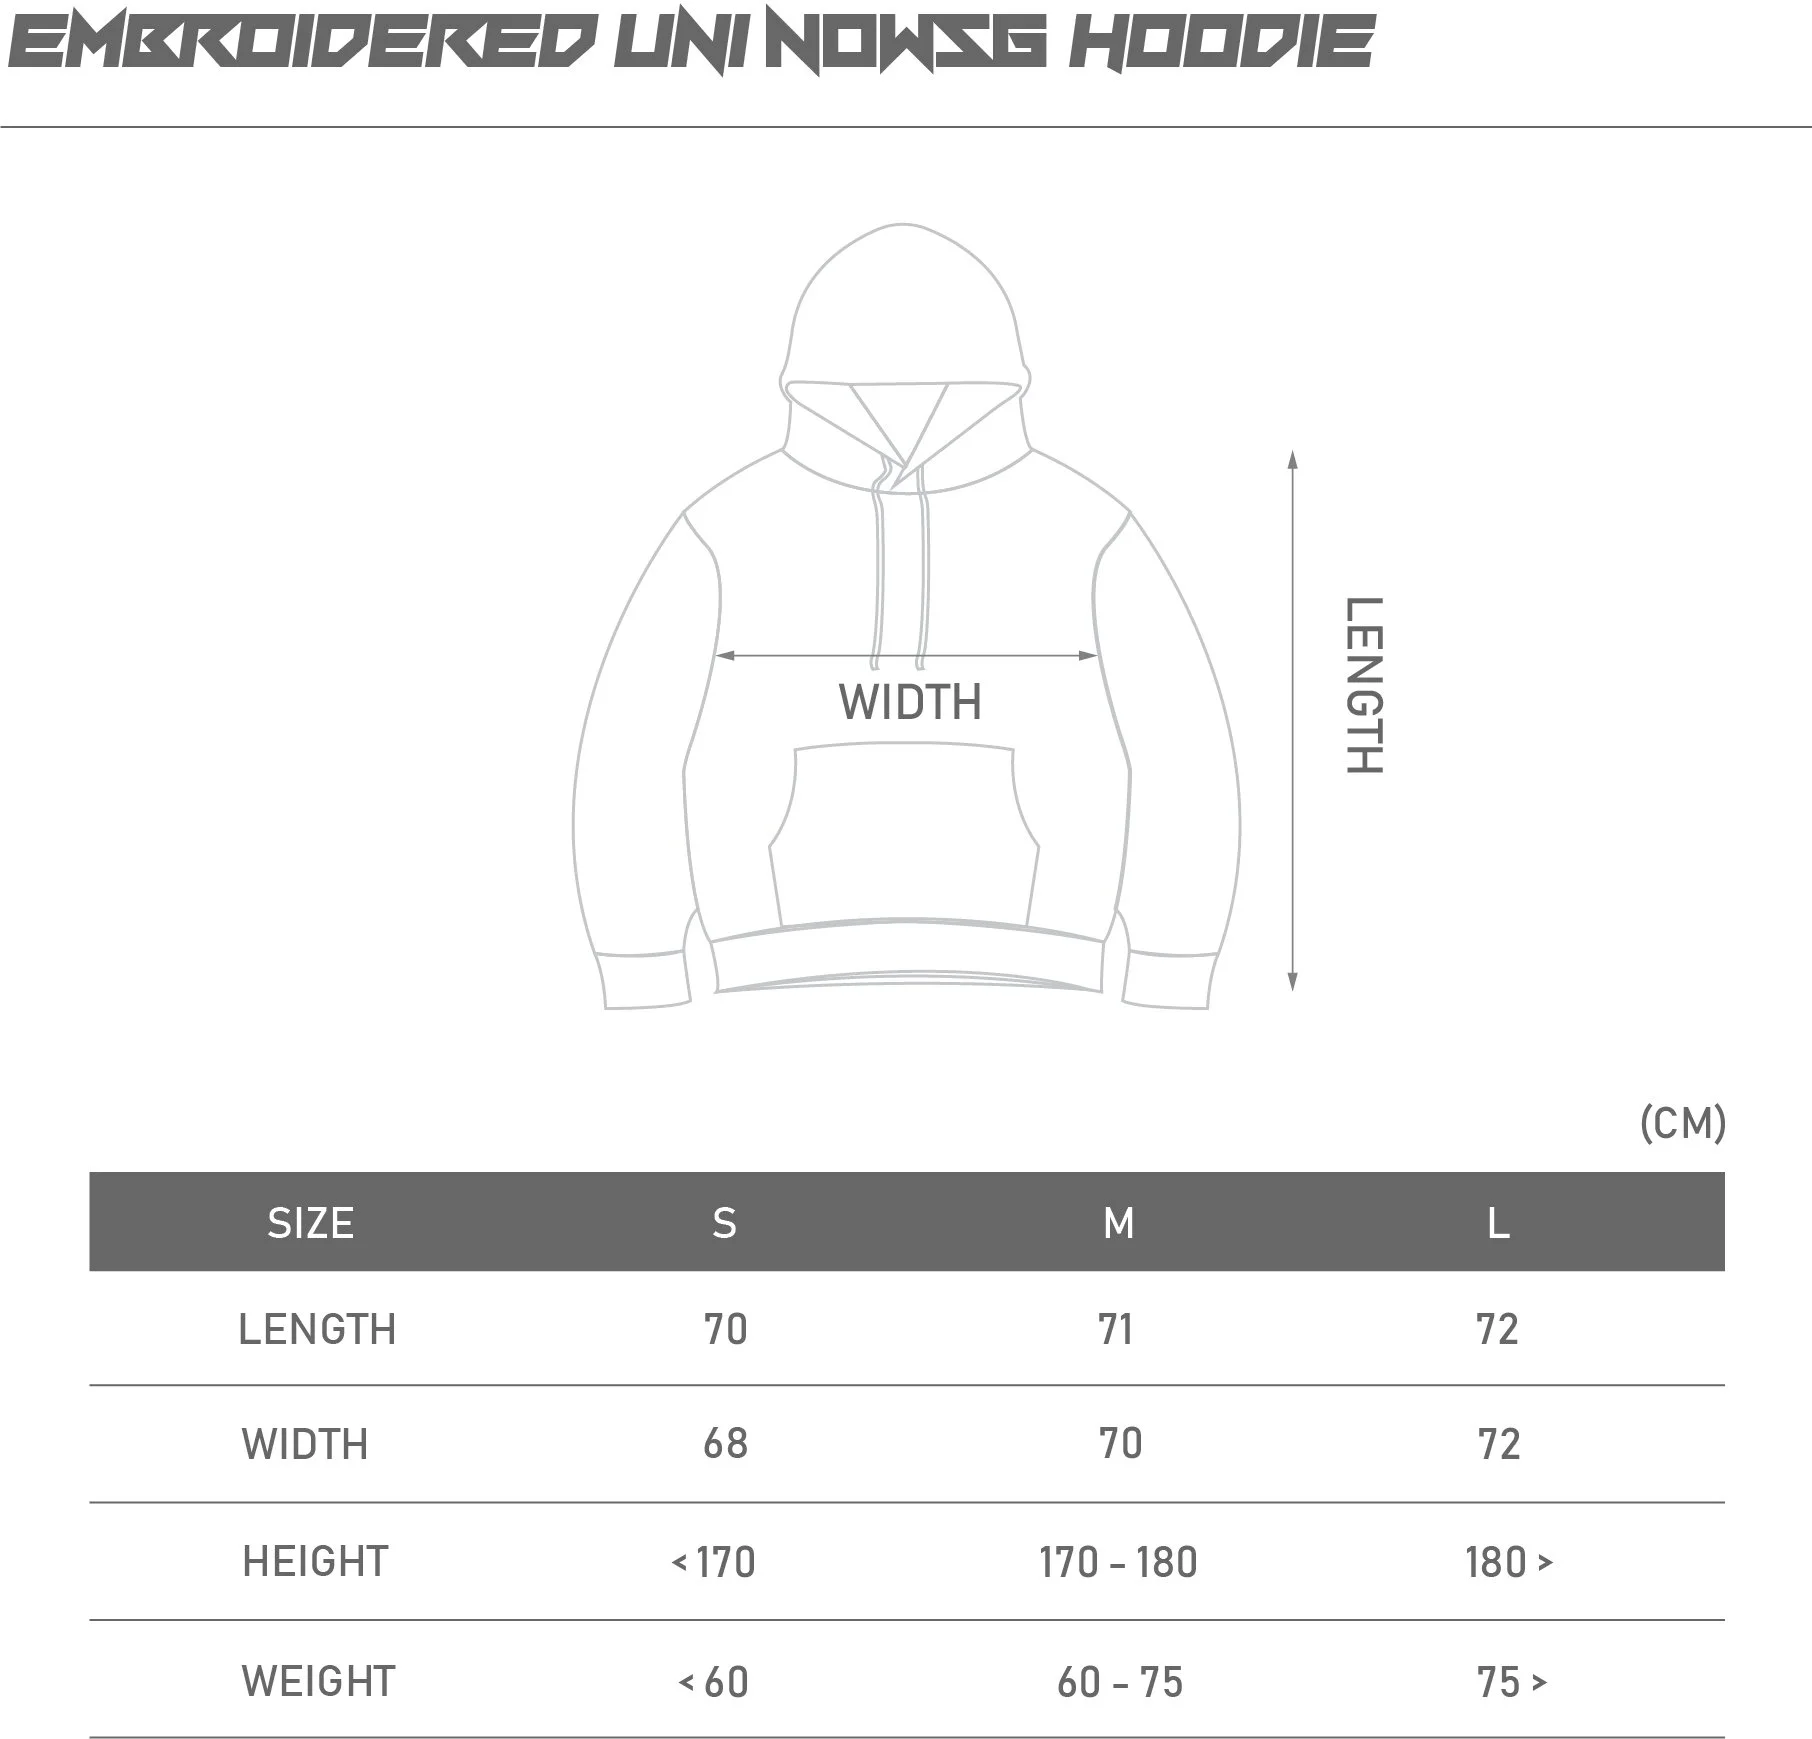 EMBROIDERED UNI NOWSG HOODIE
WIDTH
LENGTH
(CM)
SIZE S M L
LENGTH 70 71 72
WIDTH 68 70 72
HEIGHT < 170 170 - 180 180 >
WEIGHT < 60 60 - 75 75 >